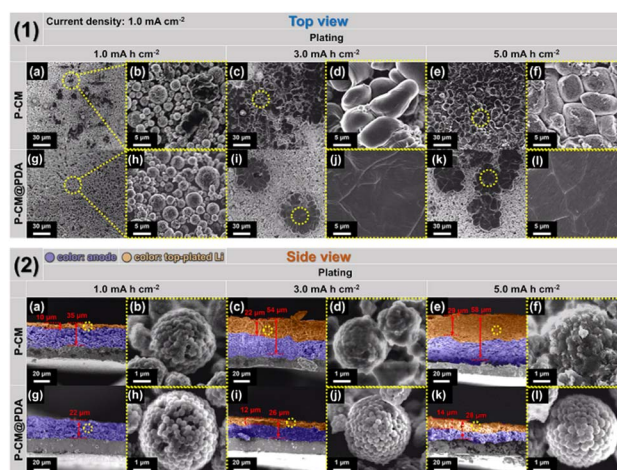 (1)
Current density: 1.0 mA cm⁻²
Top view
Plating
1.0 mA h cm⁻²
3.0 mA h cm⁻²
5.0 mA h cm⁻²
P-CM
(a)
(b)
(c)
(d)
(e)
(f)
30 μm
5 μm
30 μm
5 μm
30 μm
5 μm
P-CM@PDA
(g)
(h)
(i)
(j)
(k)
(l)
30 μm
5 μm
30 μm
5 μm
30 μm
5 μm
(2)
color: anode
color: top-plated Li
Side view
Plating
1.0 mA h cm⁻²
3.0 mA h cm⁻²
5.0 mA h cm⁻²
P-CM
(a)
(b)
(c)
(d)
(e)
(f)
35 μm
22 μm
54 μm
20 μm
1 μm
20 μm
1 μm
20 μm
1 μm
P-CM@PDA
(g)
(h)
(i)
(j)
(k)
(l)
22 μm
12 μm
26 μm
14 μm
28 μm
20 μm
1 μm
20 μm
1 μm
20 μm
1 μm